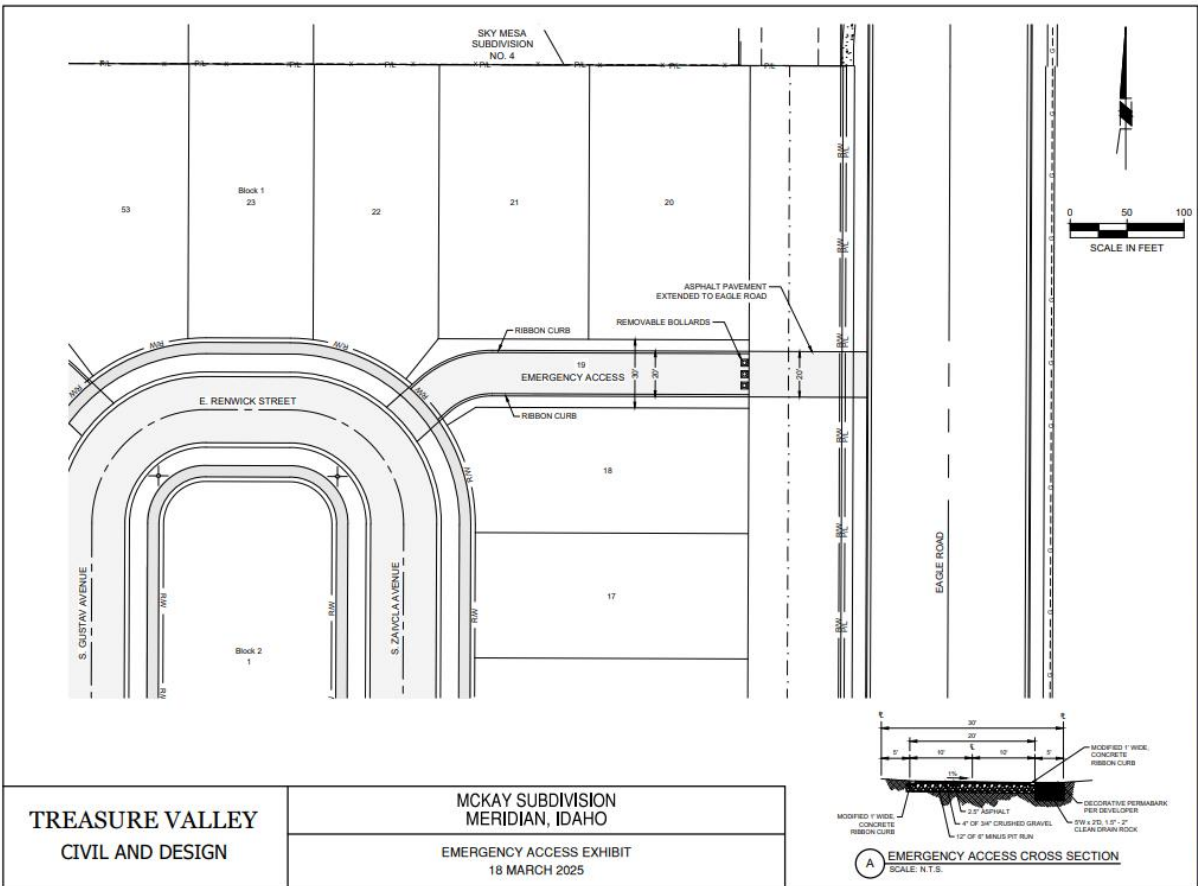 SKY MESA
SUBDIVISION
NO. 4
P/L X P/L X P/L X P/L X P/L X P/L X P/L X P/L
Block 1
53
23
22
21
20
R/W
P/L
G
0 50 100
SCALE IN FEET
ASPHALT PAVEMENT
EXTENDED TO EAGLE ROAD
REMOVABLE BOLLARDS
RIBBON CURB
R/W
R/W
R/W
R/W
19
EMERGENCY ACCESS
30'
20'
20'
RIBBON CURB
E. RENWICK STREET
18
17
S. GUSTAV AVENUE
S. ZAIVCLA AVENUE
EAGLE ROAD
R/W
R/W
R/W
Block 2
1
30'
20'
5' 10' 10' 5'
1%
MODIFIED 1' WIDE,
CONCRETE
RIBBON CURB
DECORATIVE PERMABARK
PER DEVELOPER
5'W x 2'D, 1.5" - 2"
CLEAN DRAIN ROCK
2.5" ASPHALT
4" OF 3/4" CRUSHED GRAVEL
12" OF 6" MINUS PIT RUN
MODIFIED 1' WIDE,
CONCRETE
RIBBON CURB
A EMERGENCY ACCESS CROSS SECTION
SCALE: N.T.S.
TREASURE VALLEY
CIVIL AND DESIGN
MCKAY SUBDIVISION
MERIDIAN, IDAHO
EMERGENCY ACCESS EXHIBIT
18 MARCH 2025